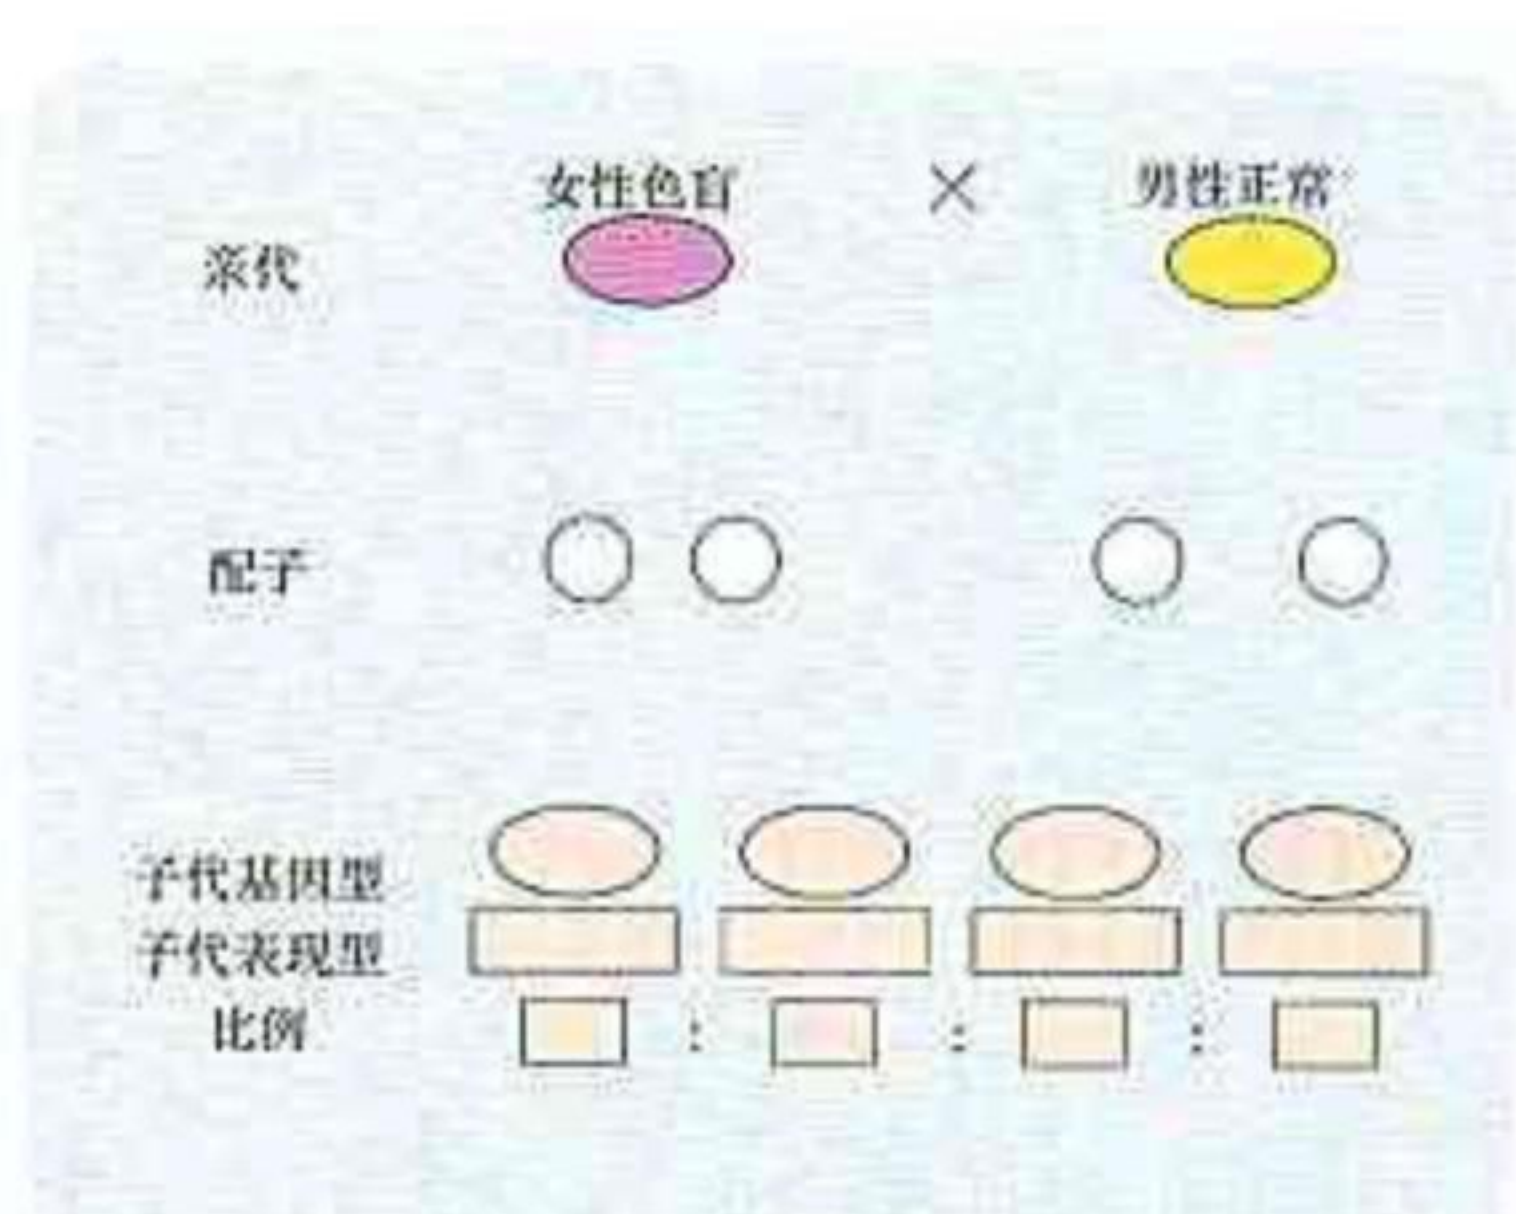 女性色盲 × 男性正常
亲代
配子
子代基因型
子代表现型
比例 : : :